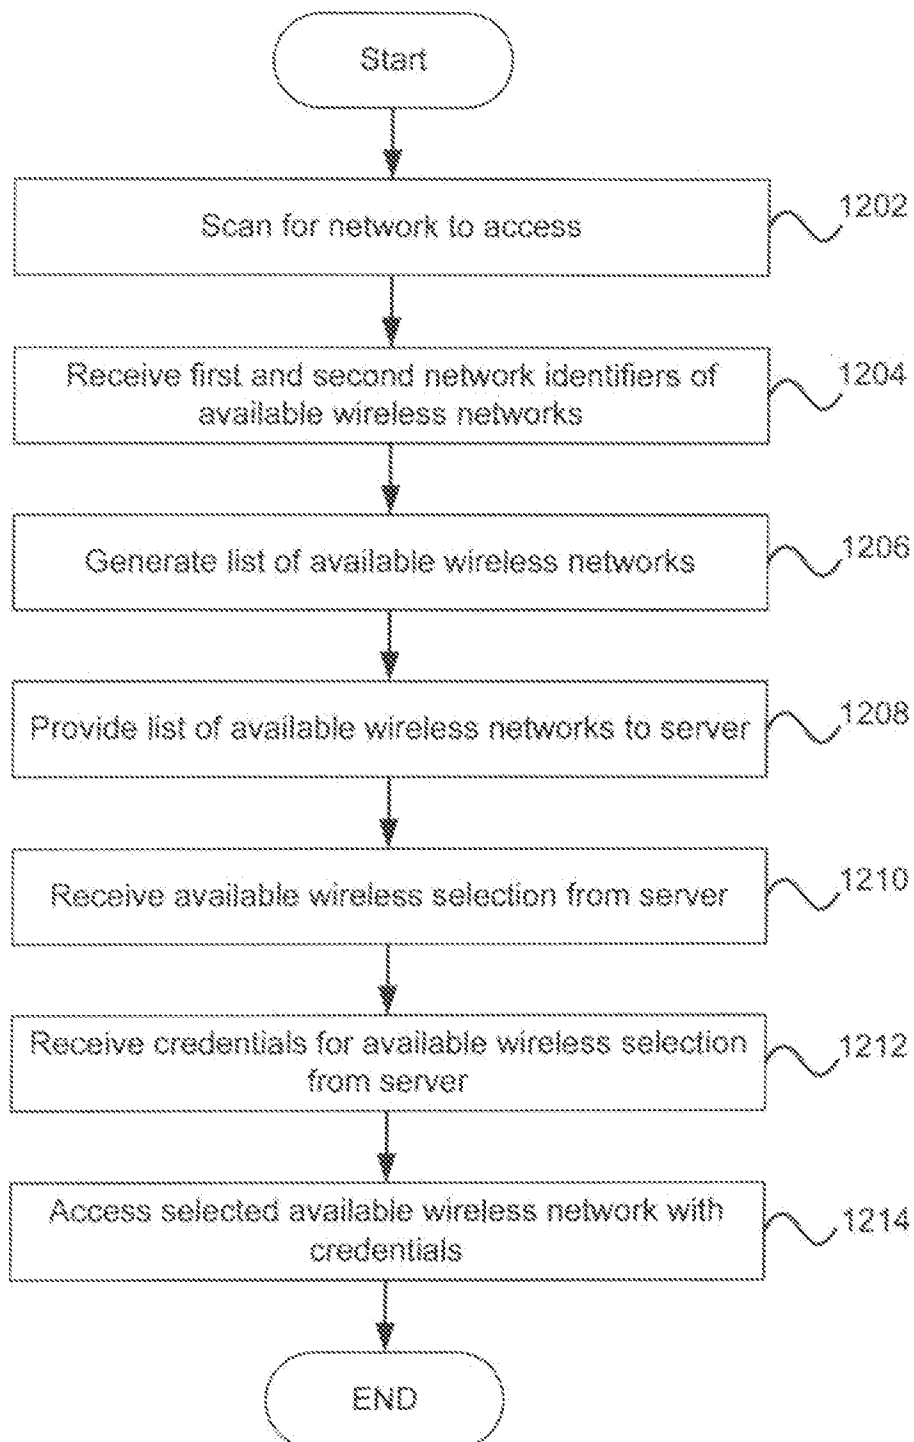 Start
Scan for network to access
1202
Receive first and second network identifiers of
available wireless networks
1204
Generate list of available wireless networks
1206
Provide list of available wireless networks to server
1208
Receive available wireless selection from server
1210
Receive credentials for available wireless selection
from server
1212
Access selected available wireless network with
credentials
1214
END